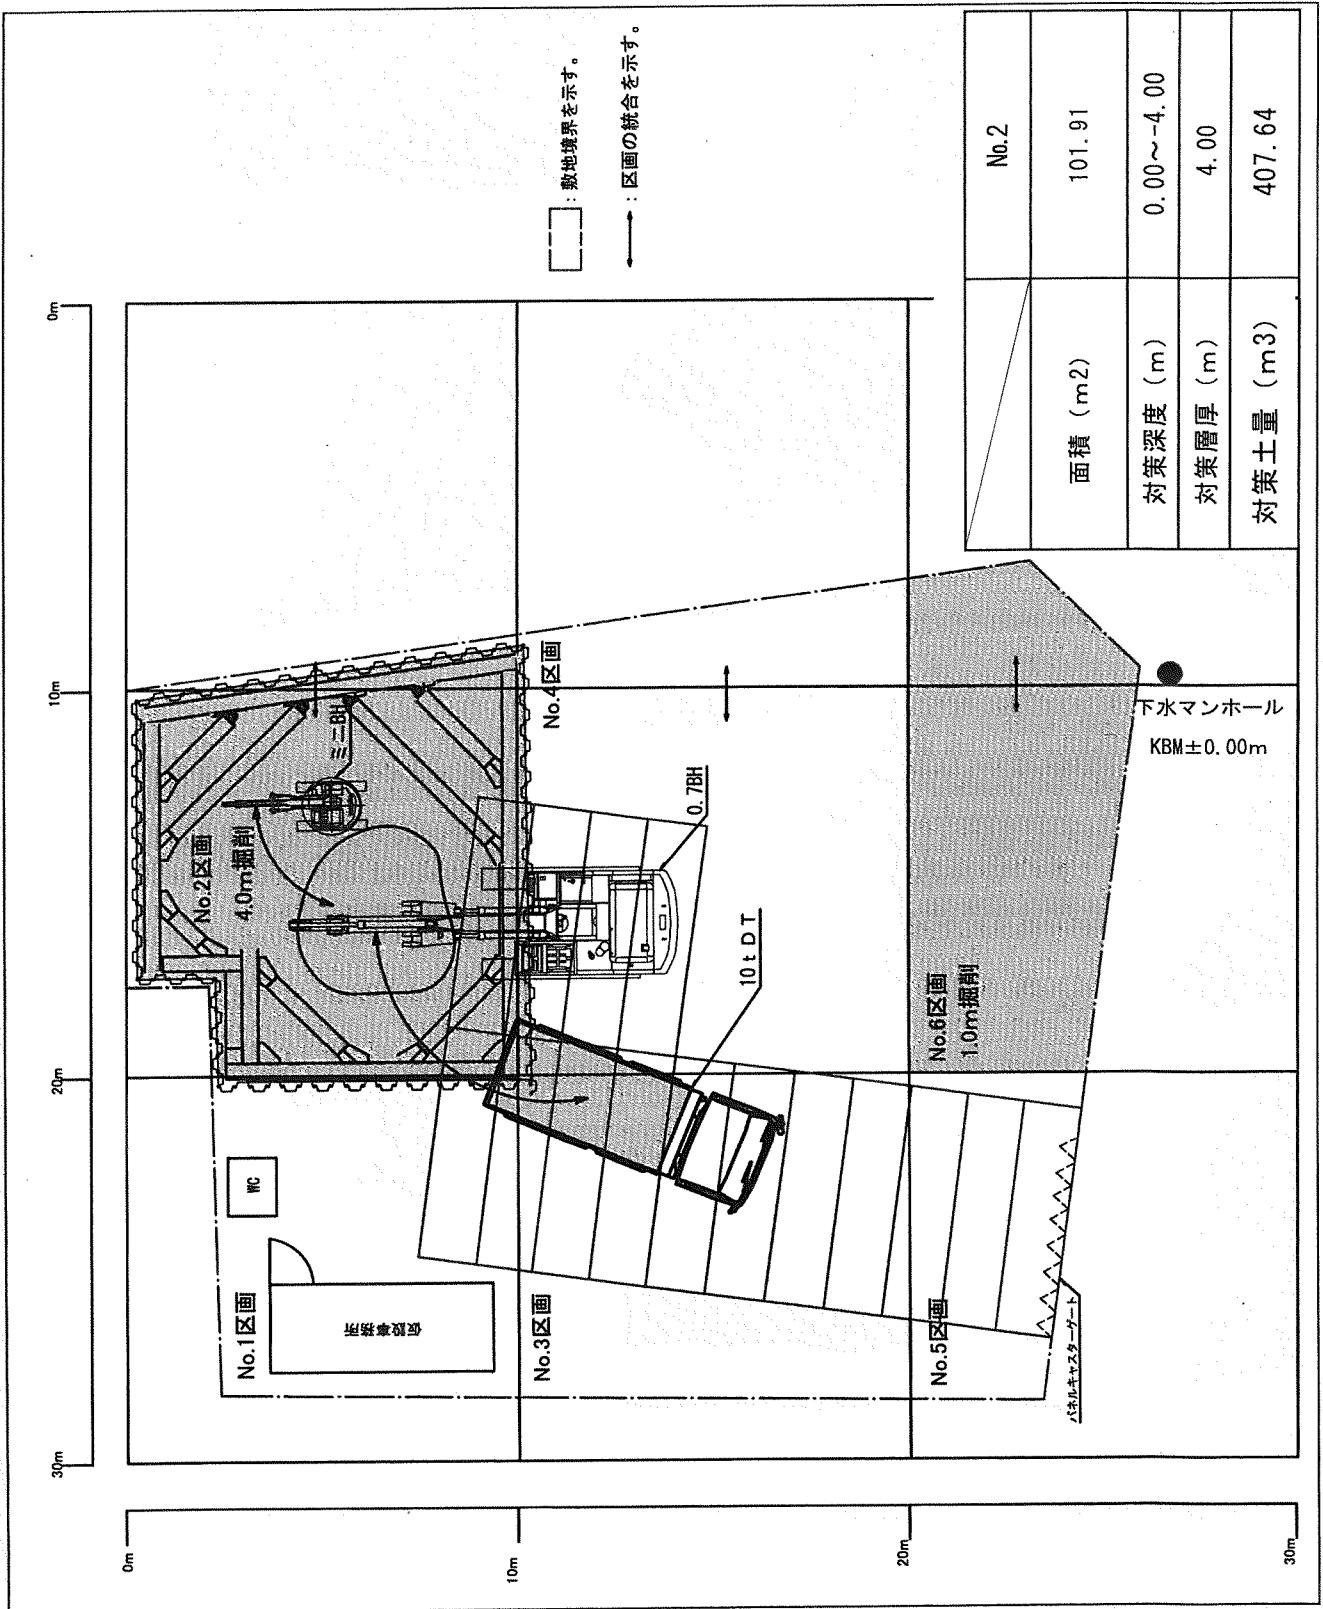 0m
10m
20m
30m
0m
10m
20m
30m
：敷地境界を示す。
：区画の統合を示す。
No.1区画
仮設事務所
WC
No.2区画
4.0m掘削
ミニBH
No.3区画
No.4区画
0.7BH
10ｔDT
No.5区画
パネルキャスターゲート
No.6区画
1.0m掘削
下水マンホール
KBM±0.00m
No.2
面積（m2） 101.91
対策深度（m） 0.00～-4.00
対策層厚（m） 4.00
対策土量（m3） 407.64